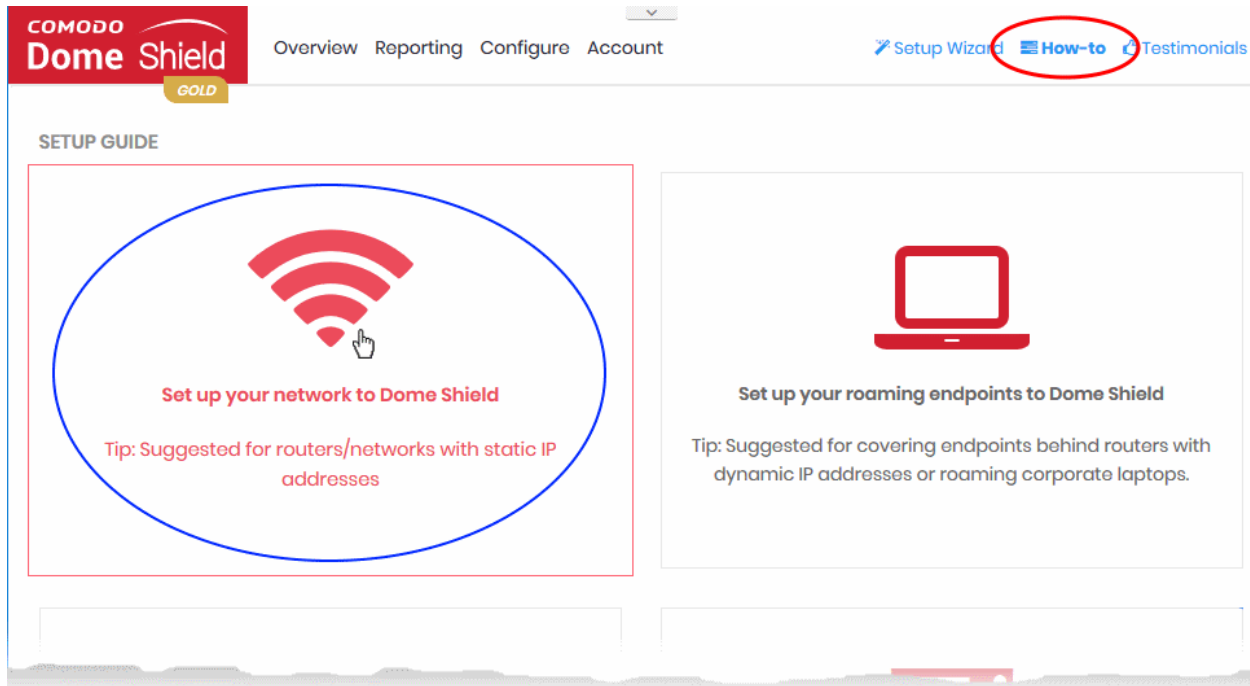 COMODO
Dome Shield
GOLD
Overview Reporting Configure Account
Setup Wizard How-to Testimonials
SETUP GUIDE
Set up your network to Dome Shield
Tip: Suggested for routers/networks with static IP
addresses
Set up your roaming endpoints to Dome Shield
Tip: Suggested for covering endpoints behind routers with
dynamic IP addresses or roaming corporate laptops.